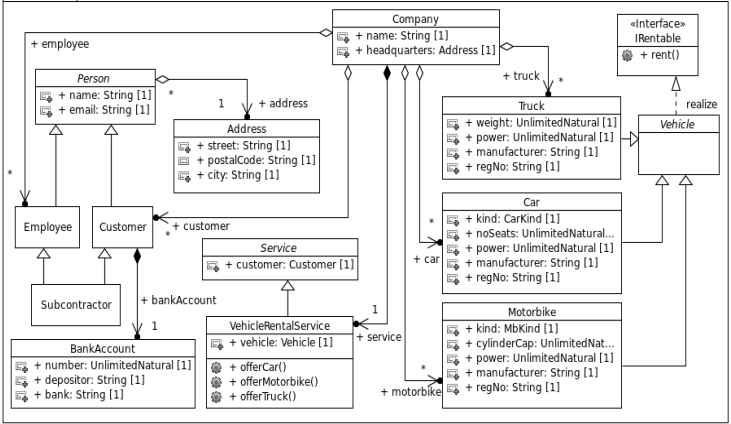 Company
+ name: String [1]
+ headquarters: Address [1]
«Interface»
IRentable
+ rent()
+ employee
Person
+ name: String [1]
+ email: String [1]
*
1
+ address
+ truck
*
realize
Address
+ street: String [1]
+ postalCode: String [1]
+ city: String [1]
Truck
+ weight: UnlimitedNatural [1]
+ power: UnlimitedNatural [1]
+ manufacturer: String [1]
+ regNo: String [1]
Vehicle
*
Employee
Customer
+ customer
*
Car
+ kind: CarKind [1]
+ noSeats: UnlimitedNatural...
+ power: UnlimitedNatural [1]
+ manufacturer: String [1]
+ regNo: String [1]
*
+ car
Service
+ customer: Customer [1]
Subcontractor
+ bankAccount
1
VehicleRentalService
+ vehicle: Vehicle [1]
+ offerCar()
+ offerMotorbike()
+ offerTruck()
1
+ service
Motorbike
+ kind: MbKind [1]
+ cylinderCap: UnlimitedNat...
+ power: UnlimitedNatural [1]
+ manufacturer: String [1]
+ regNo: String [1]
*
+ motorbike
BankAccount
+ number: UnlimitedNatural [1]
+ depositor: String [1]
+ bank: String [1]